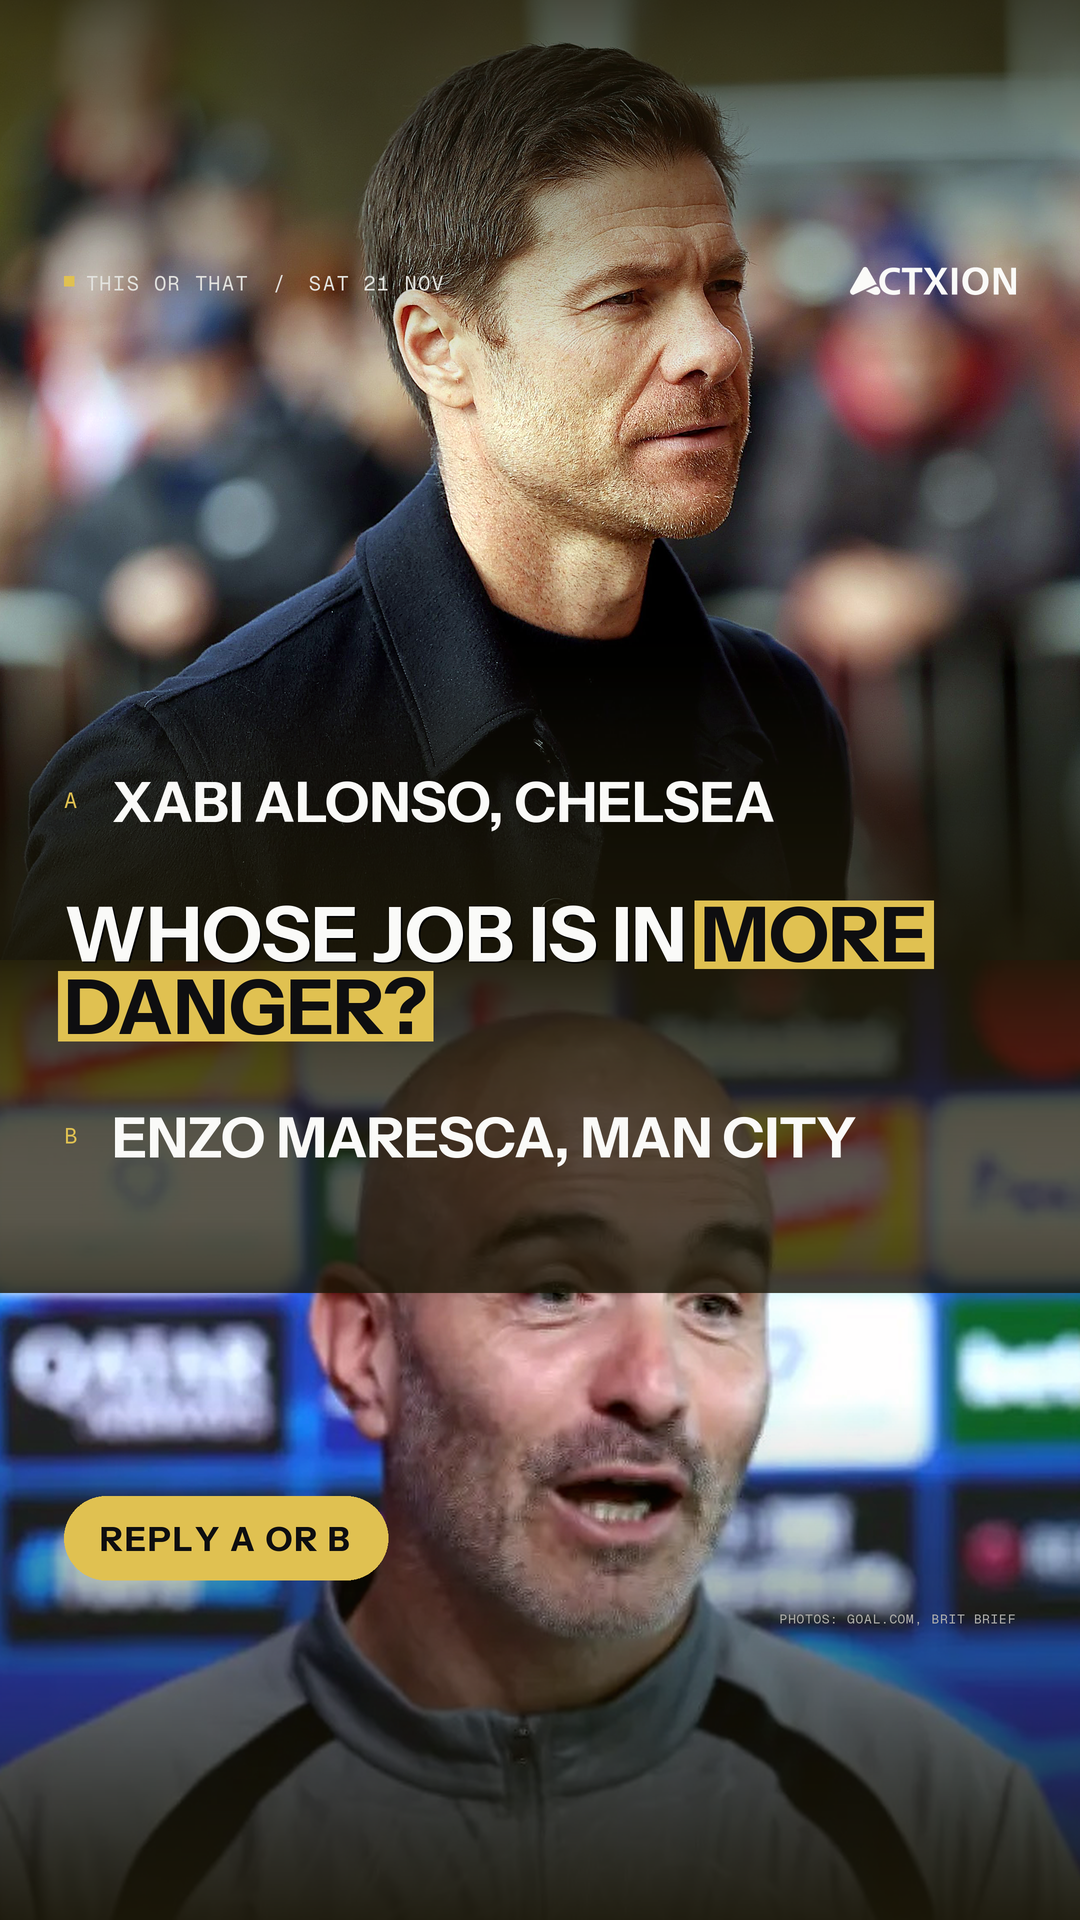 THIS OR THAT / SAT 21 NOV
ACTXION
A XABI ALONSO, CHELSEA
WHOSE JOB IS IN MORE
DANGER?
B ENZO MARESCA, MAN CITY
REPLY A OR B
PHOTOS: GOAL.COM, BRIT BRIEF